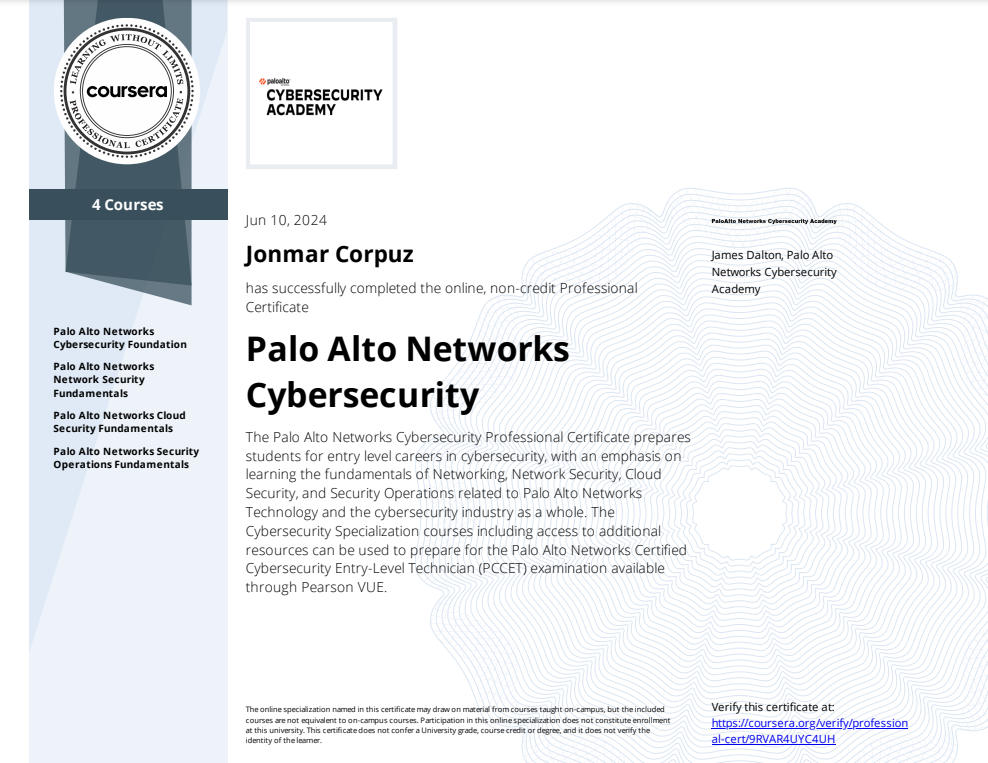 LEARNING WITHOUT LIMITS
coursera
PROFESSIONAL CERTIFICATE
4 Courses
Palo Alto Networks
Cybersecurity Foundation
Palo Alto Networks
Network Security
Fundamentals
Palo Alto Networks Cloud
Security Fundamentals
Palo Alto Networks Security
Operations Fundamentals
paloalto
CYBERSECURITY
ACADEMY
Jun 10, 2024
Jonmar Corpuz
has successfully completed the online, non-credit Professional
Certificate
Palo Alto Networks
Cybersecurity
The Palo Alto Networks Cybersecurity Professional Certificate prepares
students for entry level careers in cybersecurity, with an emphasis on
learning the fundamentals of Networking, Network Security, Cloud
Security, and Security Operations related to Palo Alto Networks
Technology and the cybersecurity industry as a whole. The
Cybersecurity Specialization courses including access to additional
resources can be used to prepare for the Palo Alto Networks Certified
Cybersecurity Entry-Level Technician (PCCET) examination available
through Pearson VUE.
The online specialization named in this certificate may draw on material from courses taught on-campus, but the included
courses are not equivalent to on-campus courses. Participation in this online specialization does not constitute enrollment
at this university. This certificate does not confer a University grade, course credit or degree, and it does not verify the
identity of the learner.
PaloAlto Networks Cybersecurity Academy
James Dalton, Palo Alto
Networks Cybersecurity
Academy
Verify this certificate at:
https://coursera.org/verify/profession
al-cert/9RVAR4UYC4UH